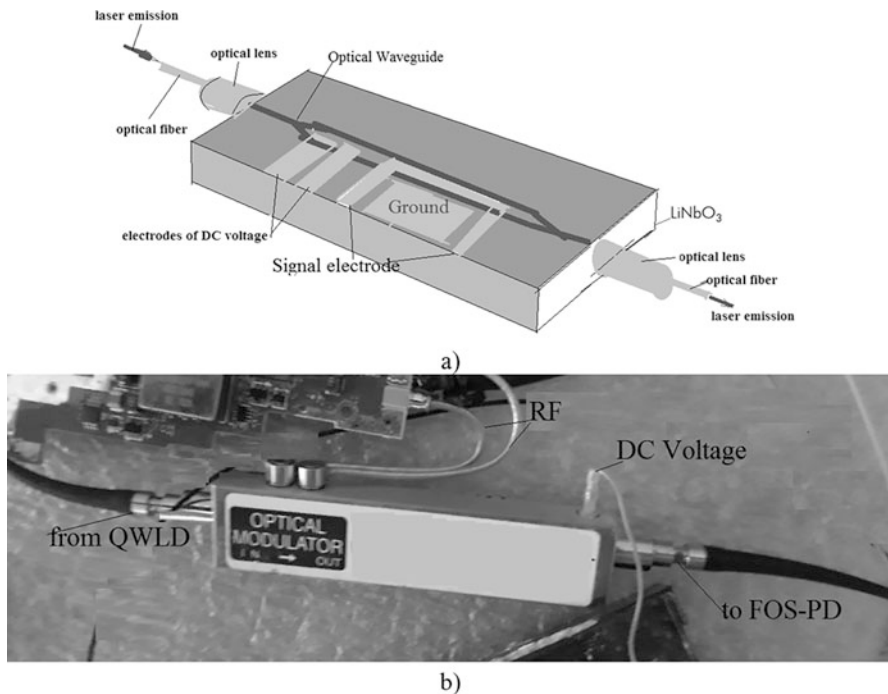 laser emission
optical lens
Optical Waveguide
optical fiber
Ground
LiNbO3
electrodes of DC voltage
Signal electrode
optical lens
optical fiber
laser emission
a)
RF
DC Voltage
from QWLD
OPTICAL
MODULATOR
IN → OUT
to FOS-PD
b)